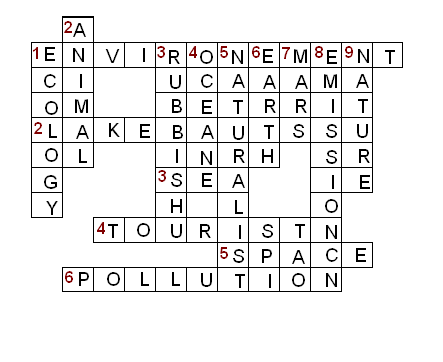 2A
1E N V I 3R 4O 5N 6E 7M 8E 9N T
C I U C A A A M A
O M B E T R R I T
2L A K E B A U T S S U
O L I N R H S R
G 3S E A I E
Y H L O
4T O U R I S T N
5S P A C E
6P O L L U T I O N